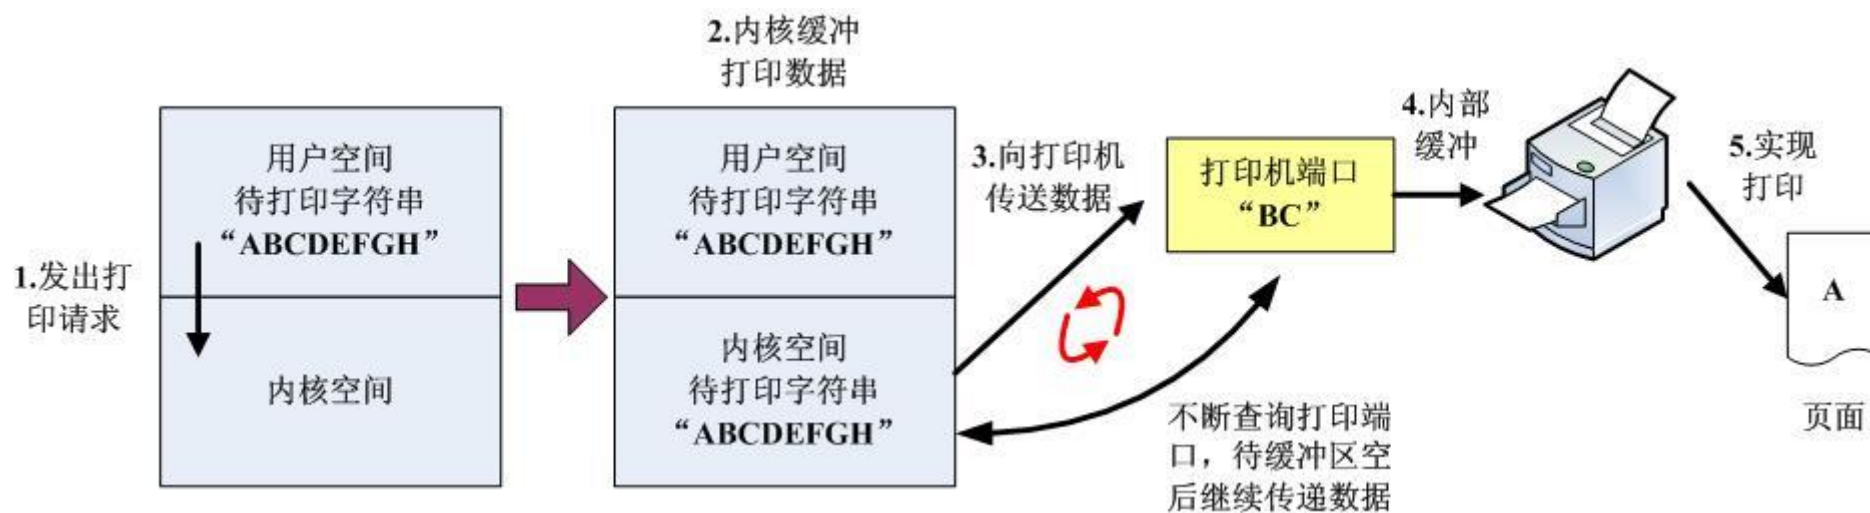 2.内核缓冲
打印数据
1.发出打
印请求
用户空间
待打印字符串
“ABCDEFGH”
内核空间
用户空间
待打印字符串
“ABCDEFGH”
内核空间
待打印字符串
“ABCDEFGH”
3.向打印机
传送数据
打印机端口
“BC”
不断查询打印端
口，待缓冲区空
后继续传递数据
4.内部
缓冲
5.实现
打印
A
页面